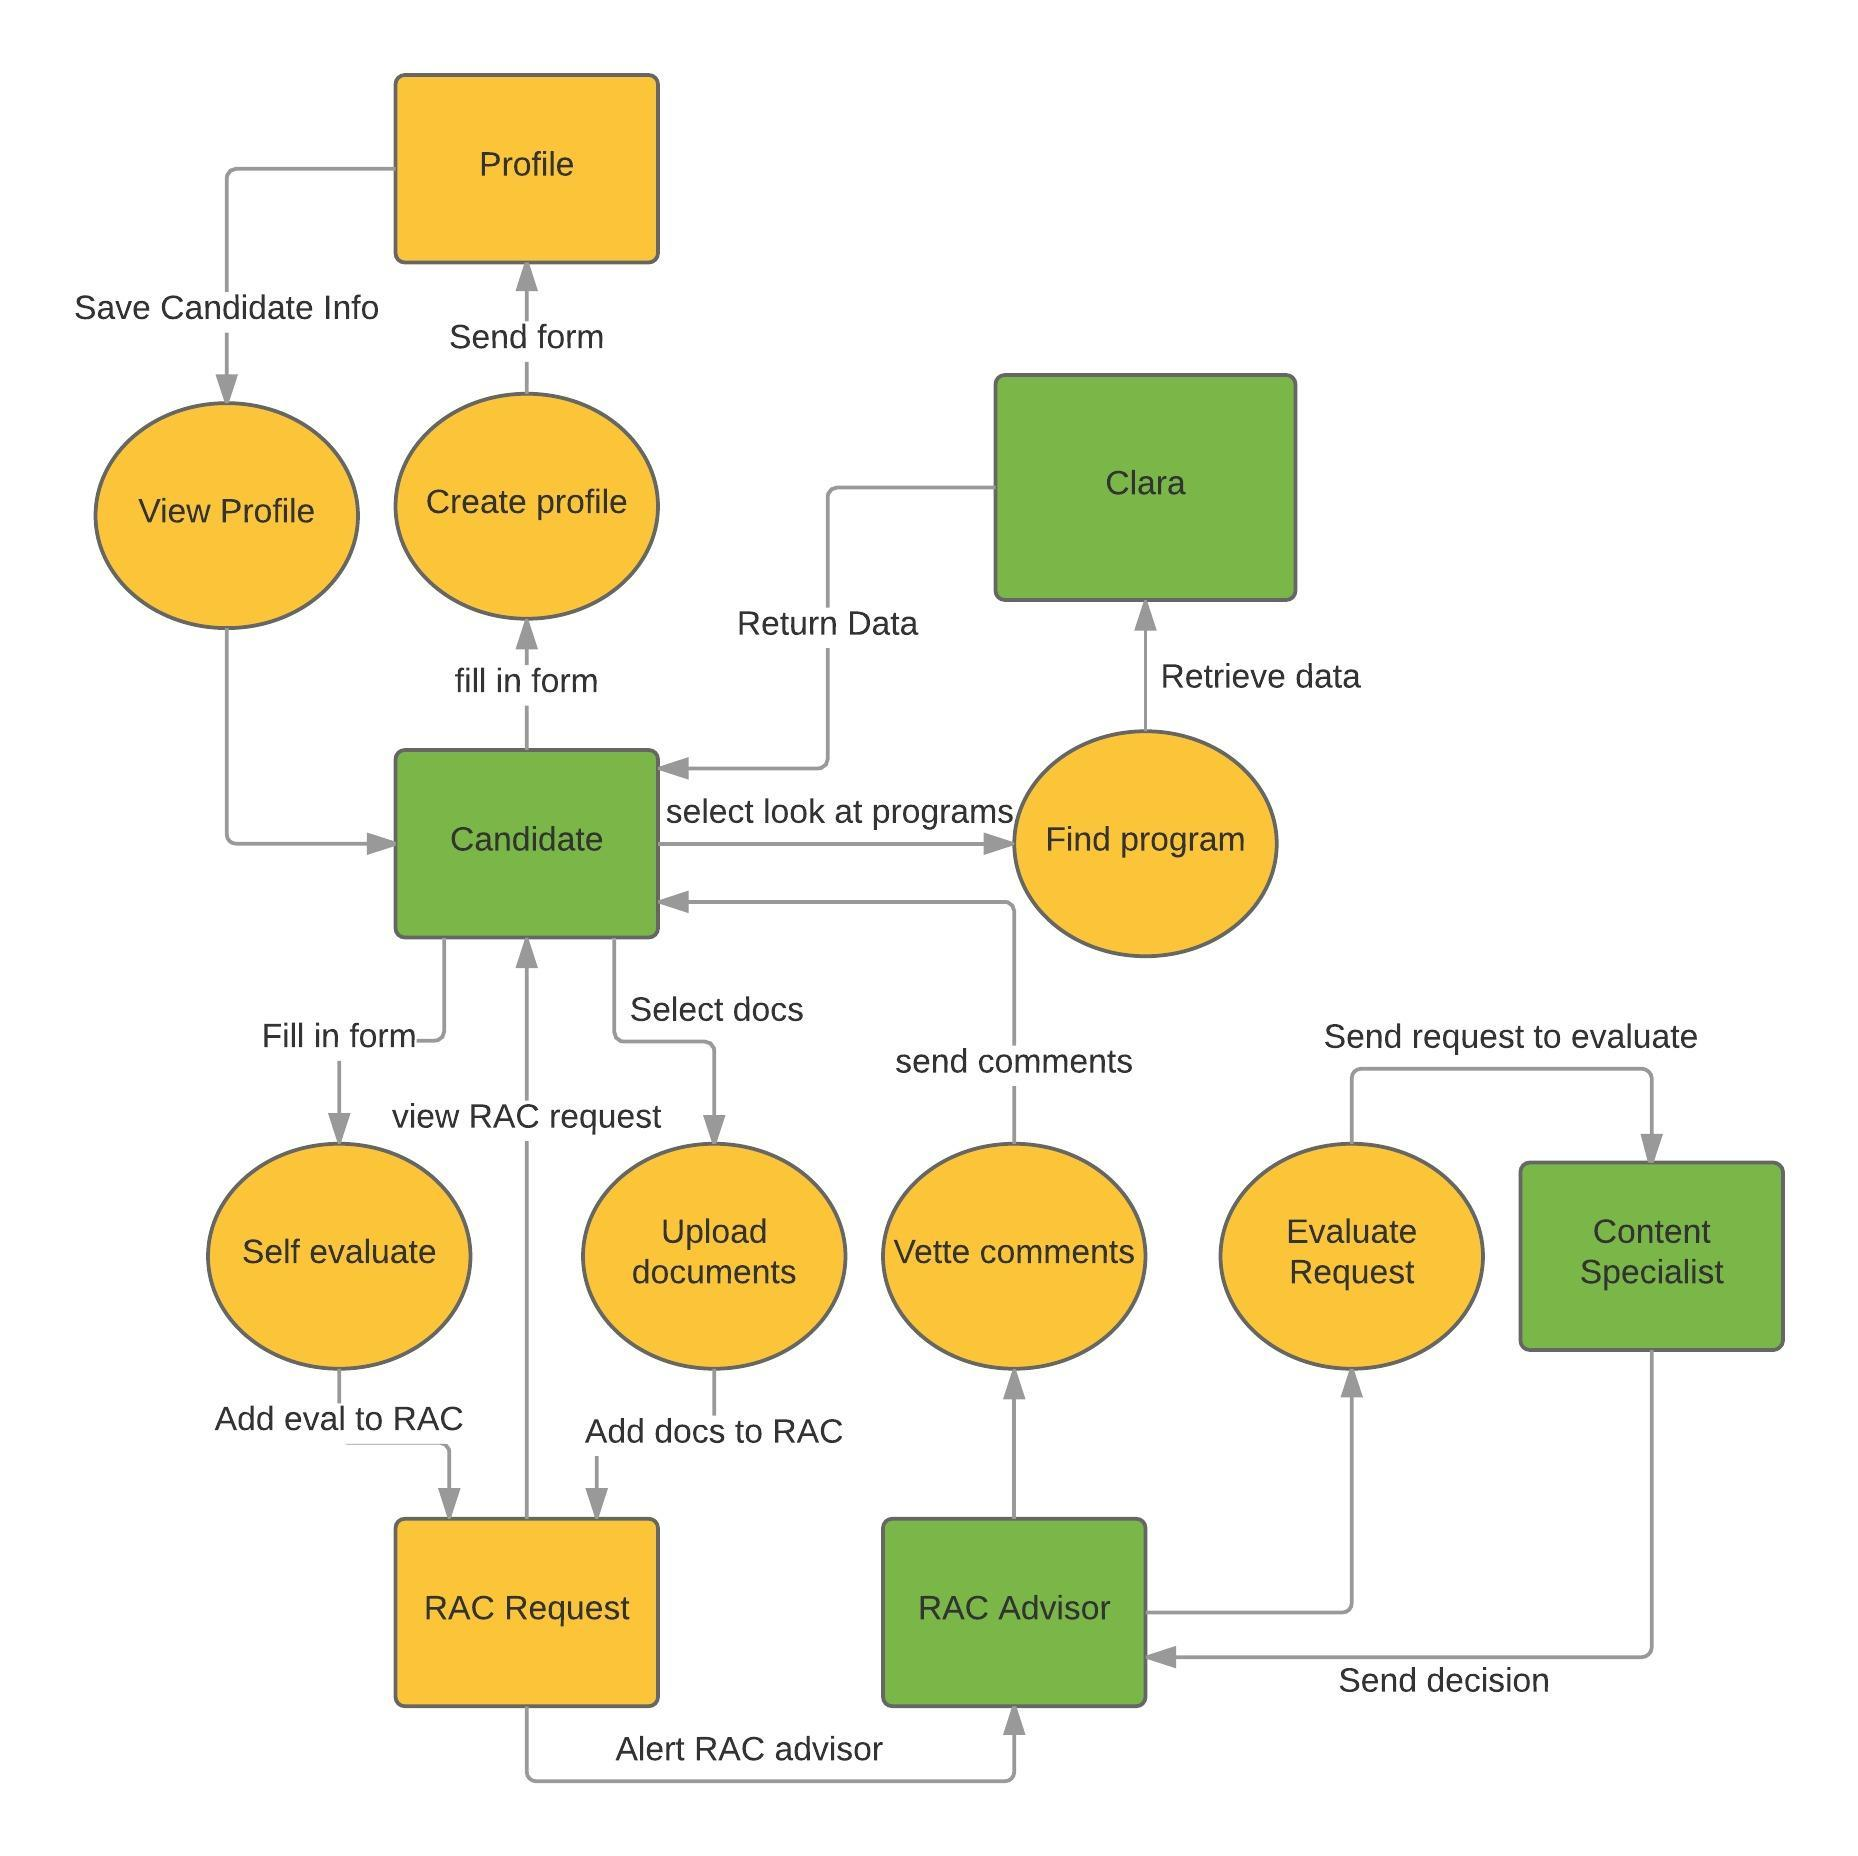 Profile
Save Candidate Info
Send form
View Profile
Create profile
Clara
Return Data
fill in form
Retrieve data
select look at programs
Candidate
Find program
Select docs
Fill in form
send comments
Send request to evaluate
view RAC request
Self evaluate
Upload
documents
Vette comments
Evaluate
Request
Content
Specialist
Add eval to RAC
Add docs to RAC
RAC Request
RAC Advisor
Send decision
Alert RAC advisor